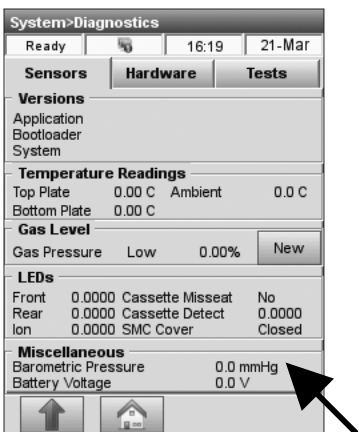 System>Diagnostics
Ready 16:19 21-Mar
Sensors Hardware Tests
Versions
Application
Bootloader
System
Temperature Readings
Top Plate 0.00 C Ambient 0.0 C
Bottom Plate 0.00 C
Gas Level
Gas Pressure Low 0.00% New
LEDs
Front 0.0000 Cassette Misseat No
Rear 0.0000 Cassette Detect 0.0000
Ion 0.0000 SMC Cover Closed
Miscellaneous
Barometric Pressure 0.0 mmHg
Battery Voltage 0.0 V